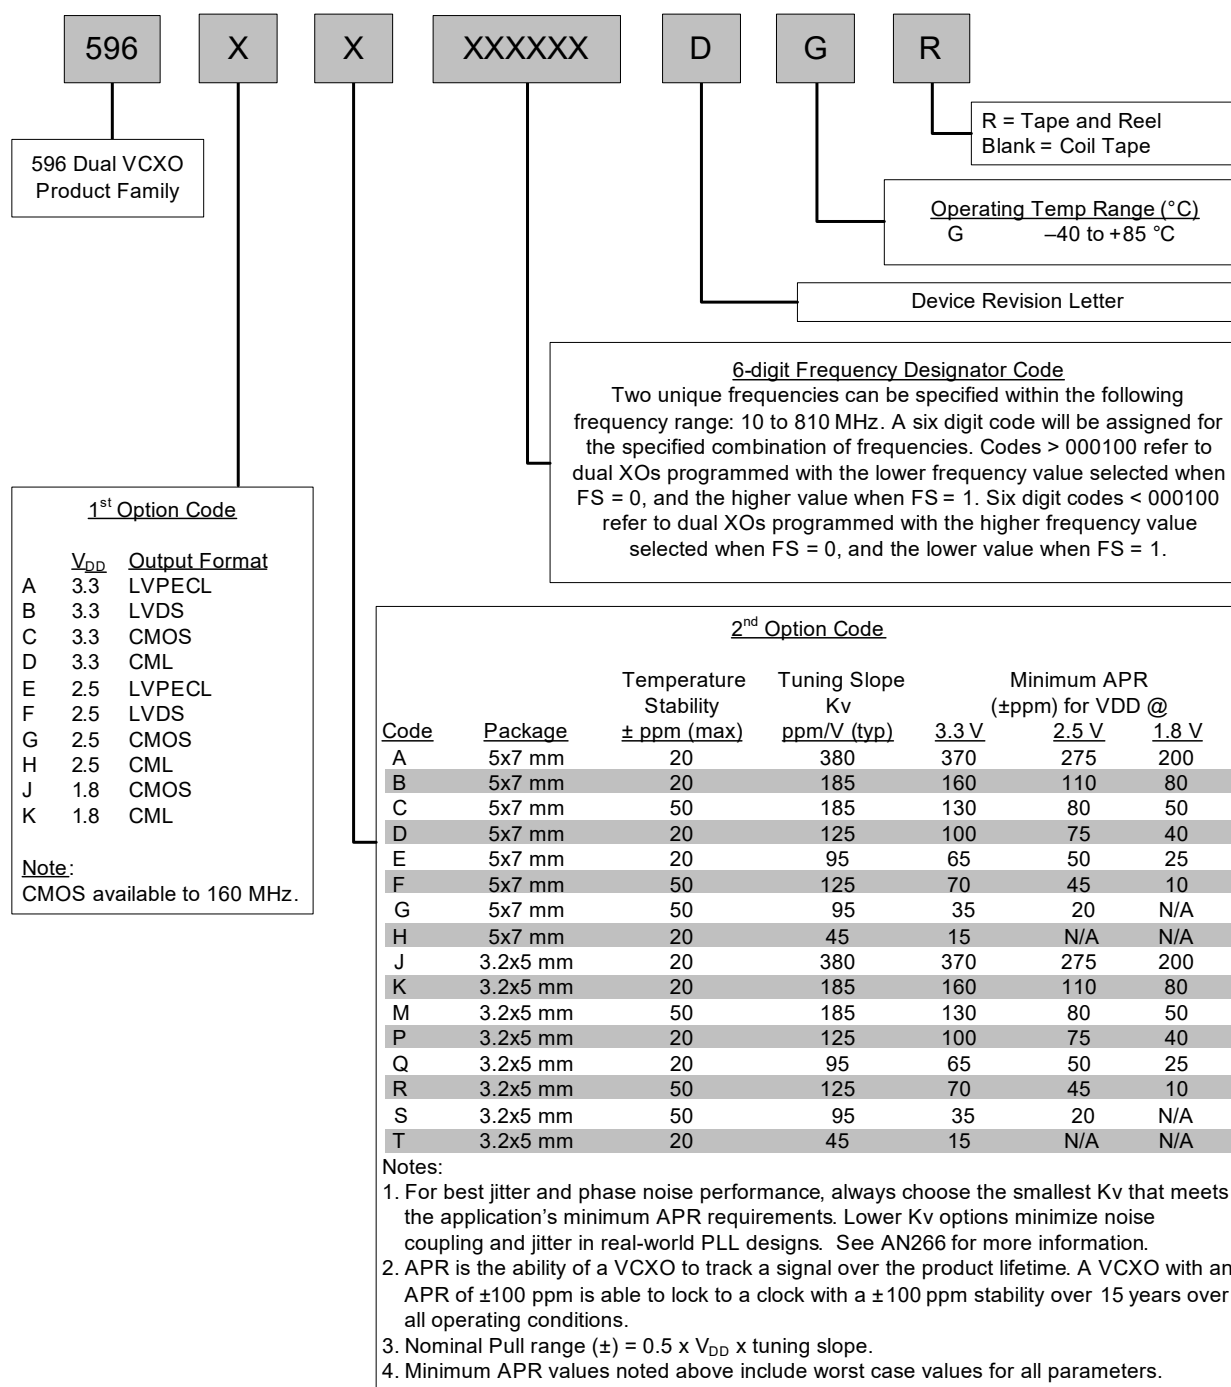 596 X X XXXXXX D G R
R = Tape and Reel
Blank = Coil Tape
596 Dual VCXO
Product Family
Operating Temp Range (°C)
G –40 to +85 °C
Device Revision Letter
6-digit Frequency Designator Code
Two unique frequencies can be specified within the following
frequency range: 10 to 810 MHz. A six digit code will be assigned for
the specified combination of frequencies. Codes > 000100 refer to
dual XOs programmed with the lower frequency value selected when
FS = 0, and the higher value when FS = 1. Six digit codes < 000100
refer to dual XOs programmed with the higher frequency value
selected when FS = 0, and the lower value when FS = 1.
1st Option Code
VDD Output Format
A 3.3 LVPECL
B 3.3 LVDS
C 3.3 CMOS
D 3.3 CML
E 2.5 LVPECL
F 2.5 LVDS
G 2.5 CMOS
H 2.5 CML
J 1.8 CMOS
K 1.8 CML
Note:
CMOS available to 160 MHz.
2nd Option Code
Temperature Tuning Slope Minimum APR
Stability Kv (±ppm) for VDD @
Code Package ± ppm (max) ppm/V (typ) 3.3 V 2.5 V 1.8 V
A 5x7 mm 20 380 370 275 200
B 5x7 mm 20 185 160 110 80
C 5x7 mm 50 185 130 80 50
D 5x7 mm 20 125 100 75 40
E 5x7 mm 20 95 65 50 25
F 5x7 mm 50 125 70 45 10
G 5x7 mm 50 95 35 20 N/A
H 5x7 mm 20 45 15 N/A N/A
J 3.2x5 mm 20 380 370 275 200
K 3.2x5 mm 20 185 160 110 80
M 3.2x5 mm 50 185 130 80 50
P 3.2x5 mm 20 125 100 75 40
Q 3.2x5 mm 20 95 65 50 25
R 3.2x5 mm 50 125 70 45 10
S 3.2x5 mm 50 95 35 20 N/A
T 3.2x5 mm 20 45 15 N/A N/A
Notes:
1. For best jitter and phase noise performance, always choose the smallest Kv that meets
the application’s minimum APR requirements. Lower Kv options minimize noise
coupling and jitter in real-world PLL designs. See AN266 for more information.
2. APR is the ability of a VCXO to track a signal over the product lifetime. A VCXO with an
APR of ±100 ppm is able to lock to a clock with a ±100 ppm stability over 15 years over
all operating conditions.
3. Nominal Pull range (±) = 0.5 x VDD x tuning slope.
4. Minimum APR values noted above include worst case values for all parameters.